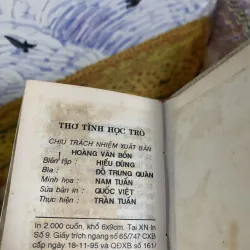 THƠ TÌNH HỌC TRÒ
CHỊU TRÁCH NHIỆM XUẤT BẢN
HOÀNG VĂN BỔN
Biên tập : HIẾU DŨNG
Bìa : ĐỖ TRUNG QUÂN
Minh họa : NAM TUẤN
Sửa bản in : QUỐC VIỆT
Thực hiện : TRẦN TUẤN
In 2.000 cuốn, khổ 6x9cm. Tại XN In
Số 9. Giấy trích ngang số 65/747 CXB
cấp ngày 18-11-95 và QĐXB số 161/